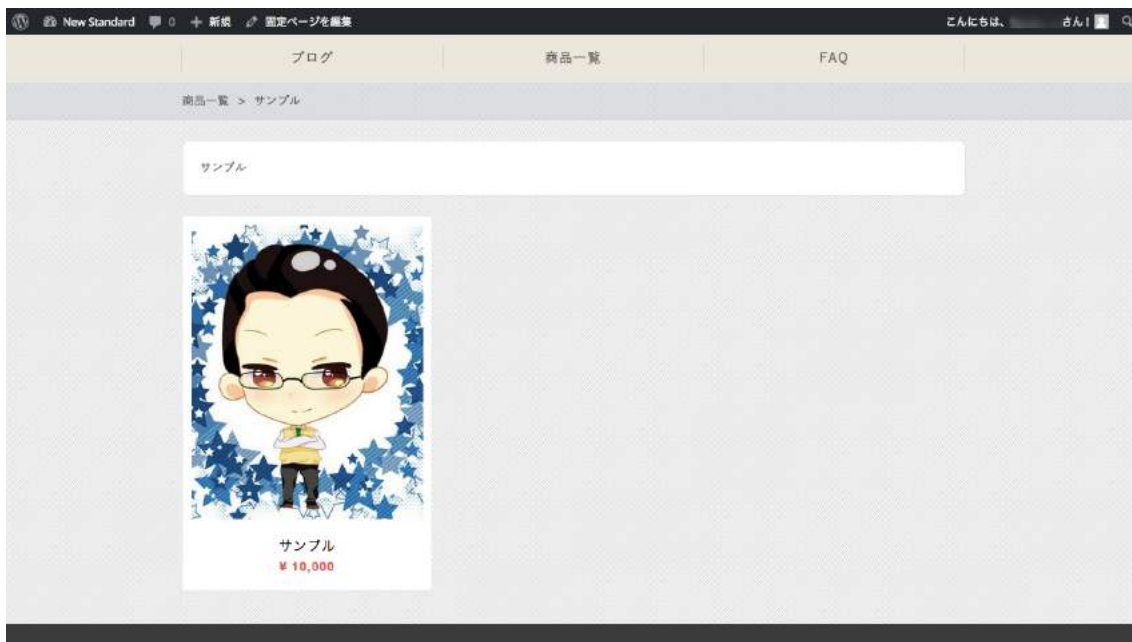 New Standard 0 新規 固定ページを編集 こんにちは、 さん!
ブログ 商品一覧 FAQ
商品一覧 > サンプル
サンプル
サンプル
¥ 10,000